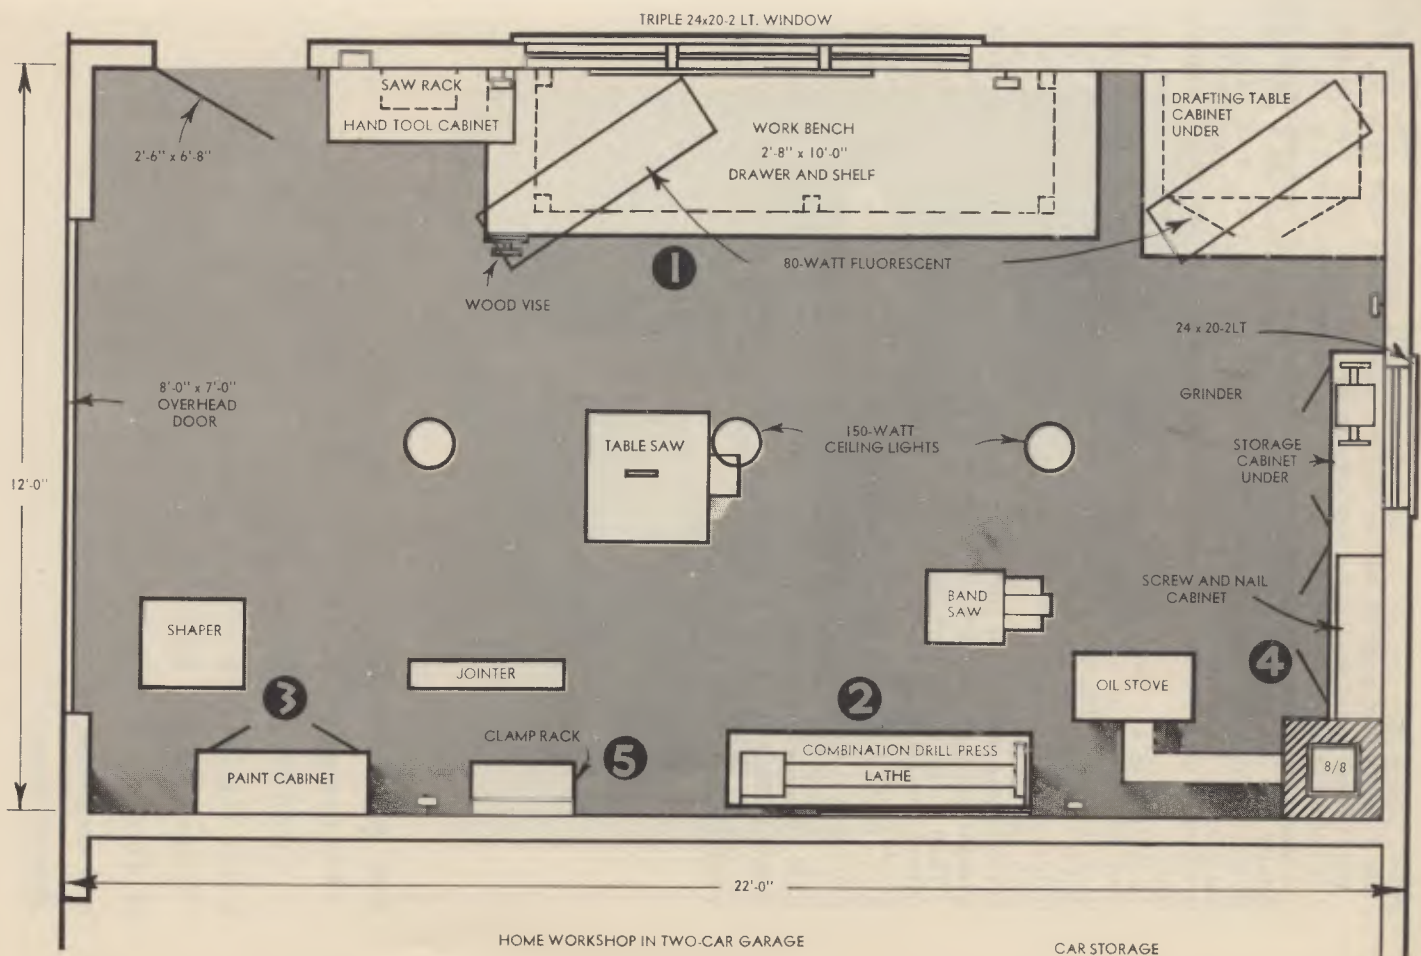 TRIPLE 24x20-2 LT. WINDOW
SAW RACK
HAND TOOL CABINET
2'-6" x 6'-8"
WORK BENCH
2'-8" x 10'-0"
DRAWER AND SHELF
DRAFTING TABLE
CABINET
UNDER
1
80-WATT FLUORESCENT
WOOD VISE
24 x 20-2LT
8'-0" x 7'-0"
OVERHEAD
DOOR
GRINDER
TABLE SAW
150-WATT
CEILING LIGHTS
STORAGE
CABINET
UNDER
12'-0"
BAND
SAW
SCREW AND NAIL
CABINET
SHAPER
JOINTER
3
2
4
OIL STOVE
CLAMP RACK
5
PAINT CABINET
COMBINATION DRILL PRESS
LATHE
8/8
22'-0"
HOME WORKSHOP IN TWO-CAR GARAGE
CAR STORAGE